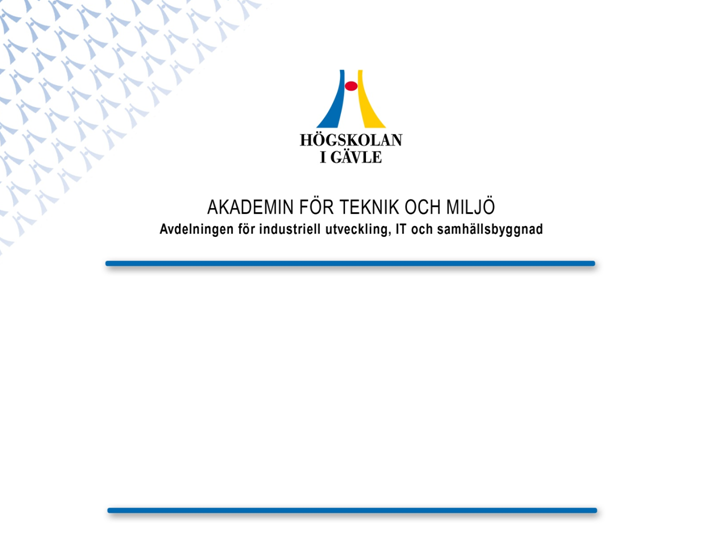 HÖGSKOLAN
I GÄVLE
AKADEMIN FÖR TEKNIK OCH MILJÖ
Avdelningen för industriell utveckling, IT och samhällsbyggnad